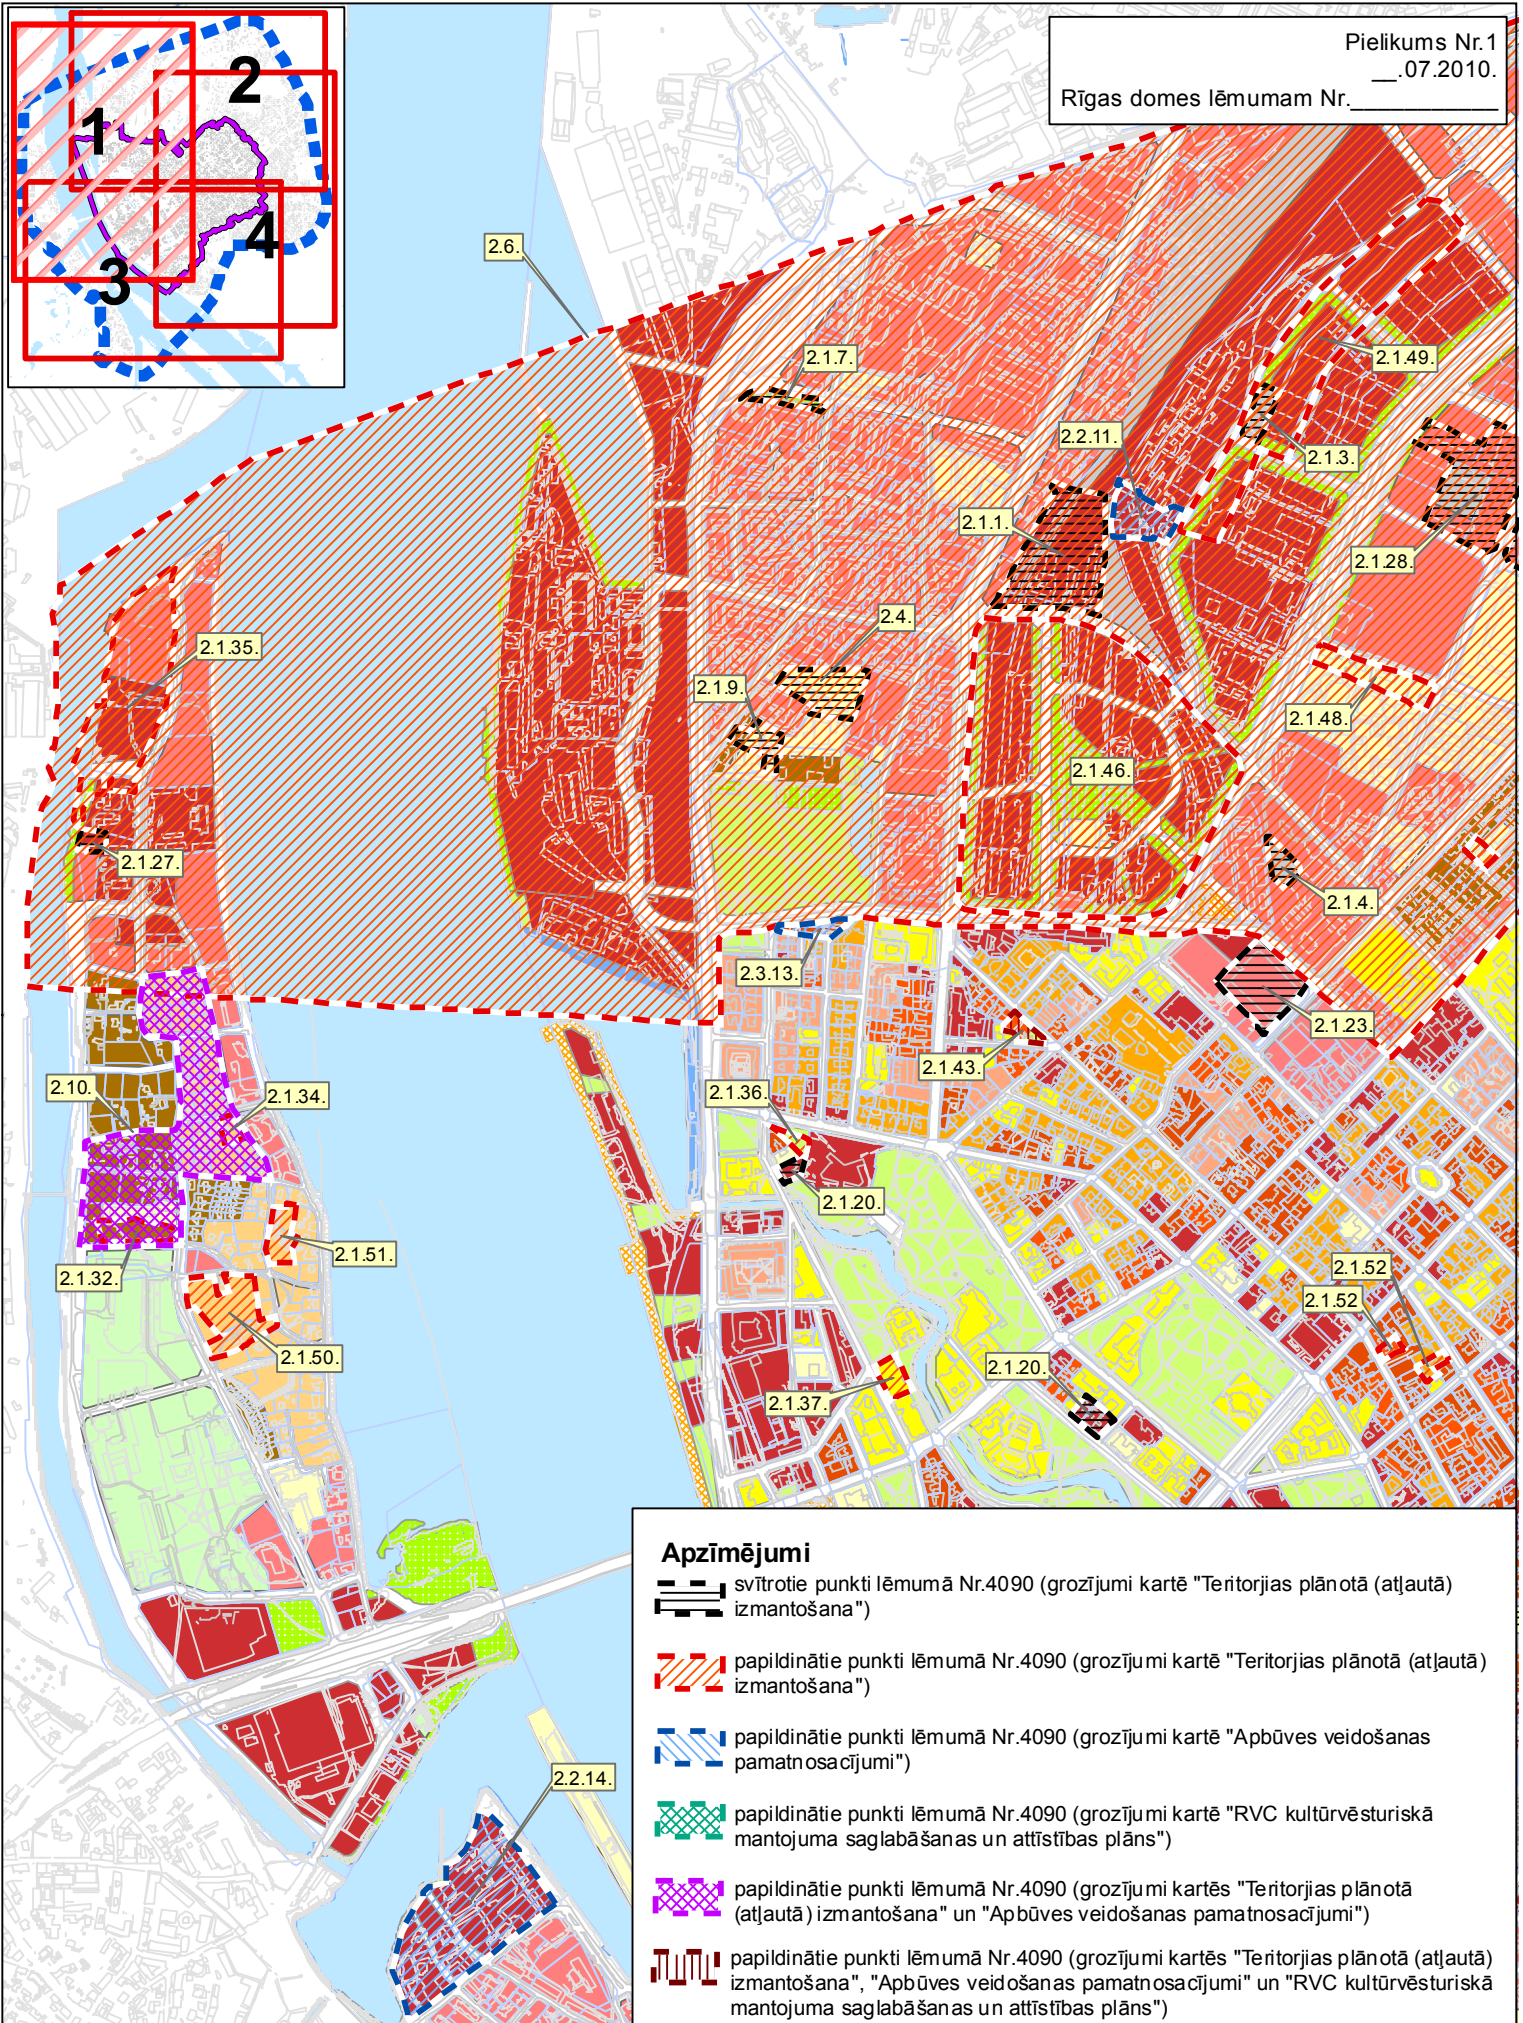 Pielikums Nr.1
__.07.2010.
Rīgas domes lēmumam Nr.___________
1
2
3
4
2.6.
2.1.7.
2.1.49.
2.2.11.
2.1.3.
2.1.1.
2.1.28.
2.4.
2.1.35.
2.1.9.
2.1.48.
2.1.46.
2.1.27.
2.1.4.
2.3.13.
2.1.23.
2.1.43.
2.10.
2.1.34.
2.1.36.
2.1.20.
2.1.51.
2.1.32.
2.1.52
2.1.52
2.1.50.
2.1.20.
2.1.37.
2.2.14.
Apzīmējumi
svītrotie punkti lēmumā Nr.4090 (grozījumi kartē "Teritorjias plānotā (atļautā)
izmantošana")
papildinātie punkti lēmumā Nr.4090 (grozījumi kartē "Teritorjias plānotā (atļautā)
izmantošana")
papildinātie punkti lēmumā Nr.4090 (grozījumi kartē "Apbūves veidošanas
pamatnosacījumi")
papildinātie punkti lēmumā Nr.4090 (grozījumi kartē "RVC kultūrvēsturiskā
mantojuma saglabāšanas un attīstības plāns")
papildinātie punkti lēmumā Nr.4090 (grozījumi kartēs "Teritorjias plānotā
(atļautā) izmantošana" un "Apbūves veidošanas pamatnosacījumi")
papildinātie punkti lēmumā Nr.4090 (grozījumi kartēs "Teritorjias plānotā (atļautā)
izmantošana", "Apbūves veidošanas pamatnosacījumi" un "RVC kultūrvēsturiskā
mantojuma saglabāšanas un attīstības plāns")